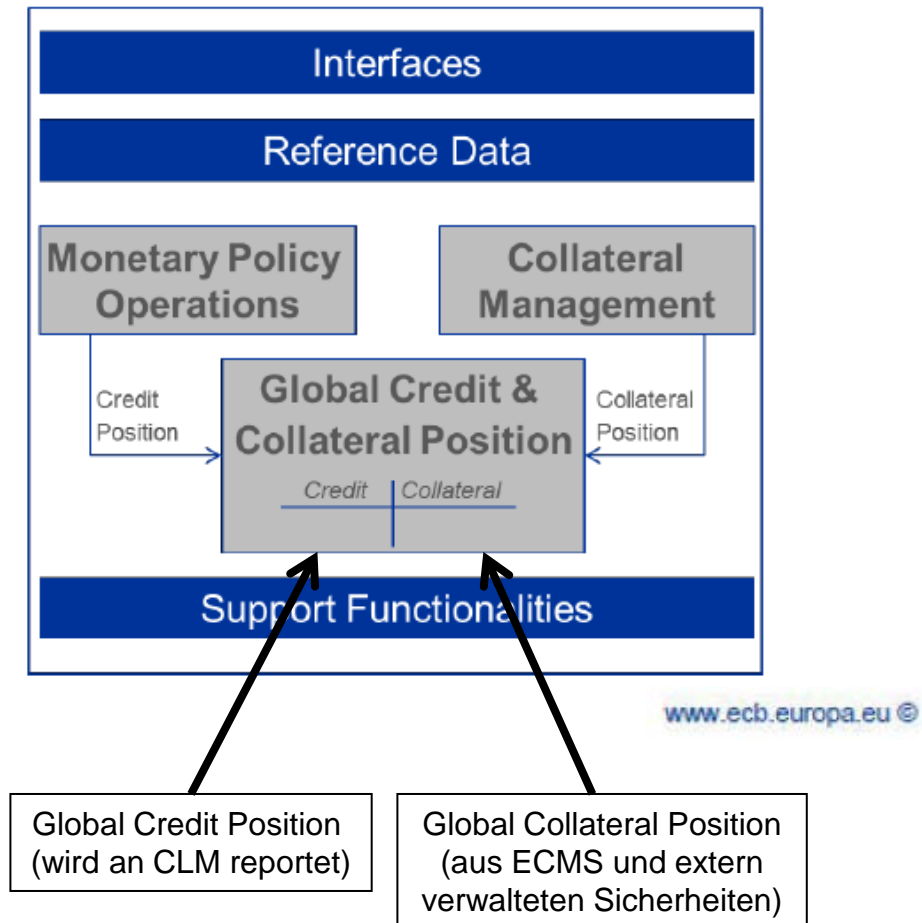 Interfaces
Reference Data
Monetary Policy
Operations
Collateral
Management
Credit
Position
Global Credit &
Collateral Position
Collateral
Position
Credit
Collateral
Support Functionalities
www.ecb.europa.eu ©
Global Credit Position
(wird an CLM reportet)
Global Collateral Position
(aus ECMS und extern
verwalteten Sicherheiten)